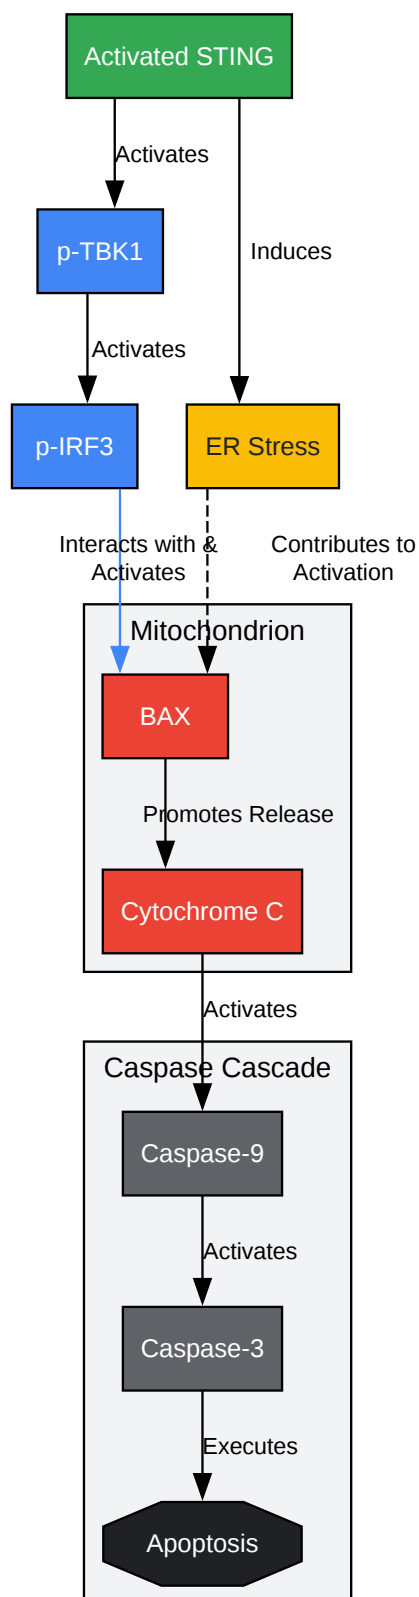 Activated STING
Activates
p-TBK1
Induces
Activates
p-IRF3
ER Stress
Interacts with &
Activates
Contributes to
Activation
Mitochondrion
BAX
Promotes Release
Cytochrome C
Activates
Caspase Cascade
Caspase-9
Activates
Caspase-3
Executes
Apoptosis